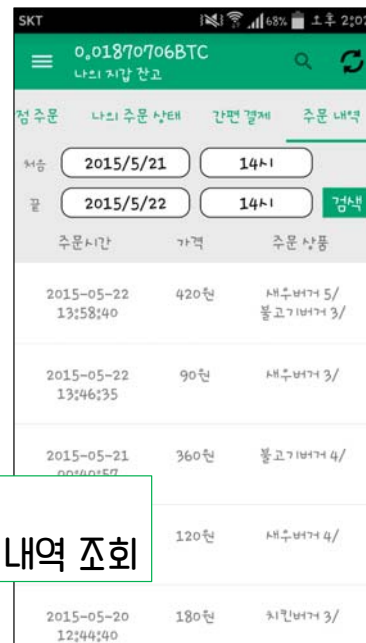 SKT 68% 오후 2:0
0.01870706BTC
나의 지갑 잔고
점 주문 나의 주문 상태 간편 결제 주문 내역
처음 2015/5/21 14시
끝 2015/5/22 14시 검색
주문시간 가격 주문 상품
2015-05-22 420원 새우버거 5/
13:58:40 불고기버거 3/
2015-05-22 90원 새우버거 3/
13:46:35
2015-05-21 360원 불고기버거 4/
120원 새우버거 4/
내역 조회
2015-05-20 180원 치킨버거 3/
12:44:40